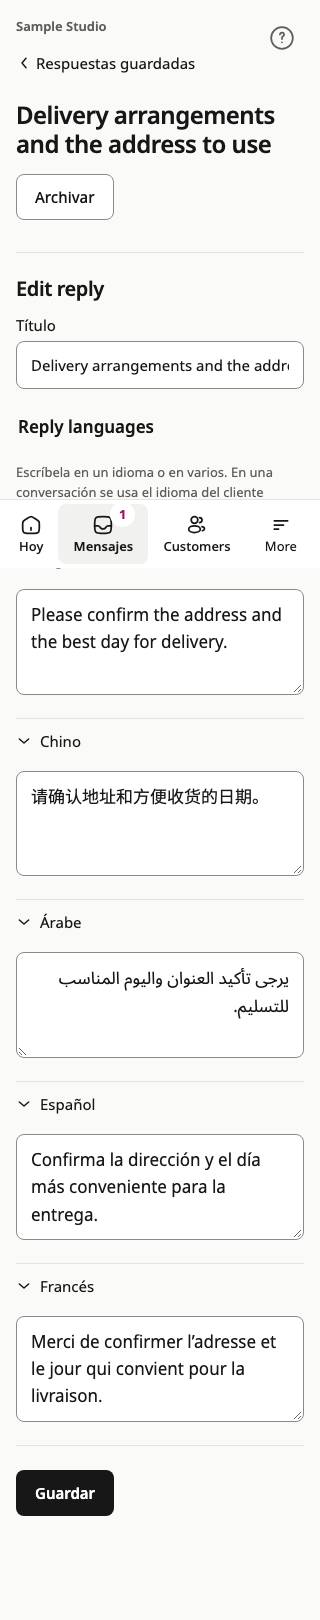 Sample Studio
Respuestas guardadas
Delivery arrangements
and the address to use
Archivar
Edit reply
Título
Delivery arrangements and the addre
Reply languages
Escríbela en un idioma o en varios. En una
conversación se usa el idioma del cliente
Hoy
1
Mensajes
Customers
More
Please confirm the address and
the best day for delivery.
Chino
请确认地址和方便收货的日期。
Árabe
يرجى تأكيد العنوان واليوم المناسب
للتسليم.
Español
Confirma la dirección y el día
más conveniente para la
entrega.
Francés
Merci de confirmer l’adresse et
le jour qui convient pour la
livraison.
Guardar